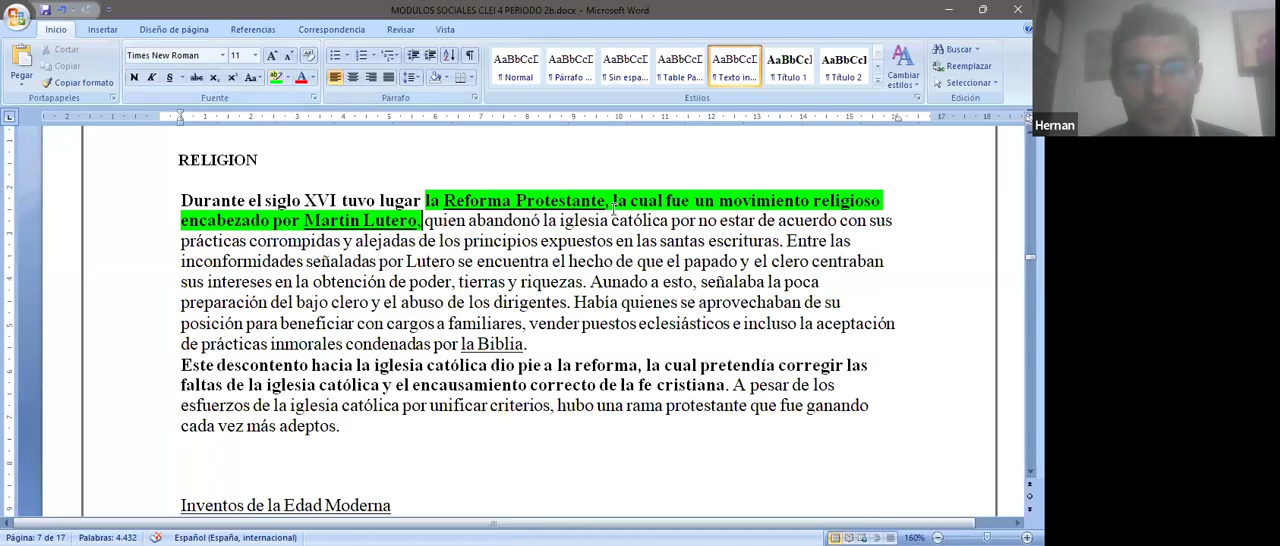 MODULOS SOCIALES CLEI 4 PERIODO 2b.docx - Microsoft Word
Inicio Insertar Diseño de página Referencias Correspondencia Revisar Vista
Pegar
Cortar
Copiar
Copiar formato
Portapapeles
Times New Roman 11
Fuente
Párrafo
AaBbCcD AaBbCcD AaBbCcD AaBbCcD AaBbCcD AaBbCc AaBbCcD
¶ Normal ¶ Párrafo ... ¶ Sin espa... ¶ Table Pa... ¶ Texto in... ¶ Título 1 ¶ Título 2
Cambiar estilos
Estilos
Buscar
Reemplazar
Seleccionar
Edición
Hernan
RELIGION
Durante el siglo XVI tuvo lugar la Reforma Protestante, la cual fue un movimiento religioso
encabezado por Martín Lutero, quien abandonó la iglesia católica por no estar de acuerdo con sus
prácticas corrompidas y alejadas de los principios expuestos en las santas escrituras. Entre las
inconformidades señaladas por Lutero se encuentra el hecho de que el papado y el clero centraban
sus intereses en la obtención de poder, tierras y riquezas. Aunado a esto, señalaba la poca
preparación del bajo clero y el abuso de los dirigentes. Había quienes se aprovechaban de su
posición para beneficiar con cargos a familiares, vender puestos eclesiásticos e incluso la aceptación
de prácticas inmorales condenadas por la Biblia.
Este descontento hacia la iglesia católica dio pie a la reforma, la cual pretendía corregir las
faltas de la iglesia católica y el encausamiento correcto de la fe cristiana. A pesar de los
esfuerzos de la iglesia católica por unificar criterios, hubo una rama protestante que fue ganando
cada vez más adeptos.
Inventos de la Edad Moderna
Página: 7 de 17 Palabras: 4.432 Español (España, internacional) 160%